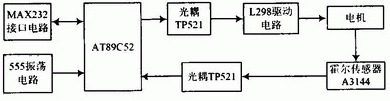 MAX232
接口电路
555振荡
电路
AT89C52
光耦
TP521
L298驱动
电路
电机
光耦TP521
霍尔传感器
A3144